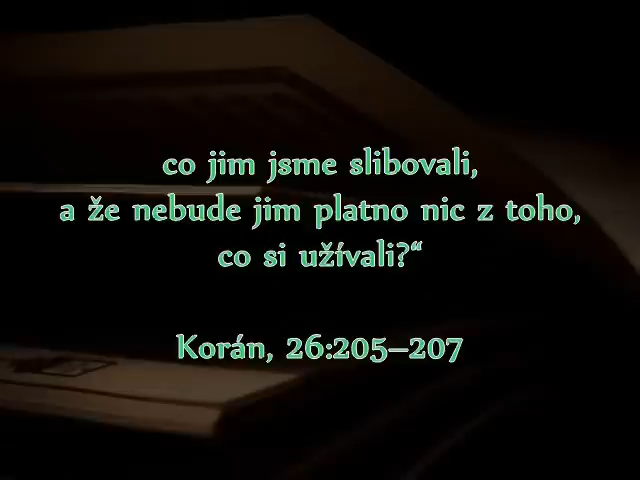 co jim jsme slibovali,
a že nebude jim platno nic z toho,
co si užívali?“
Korán, 26:205–207